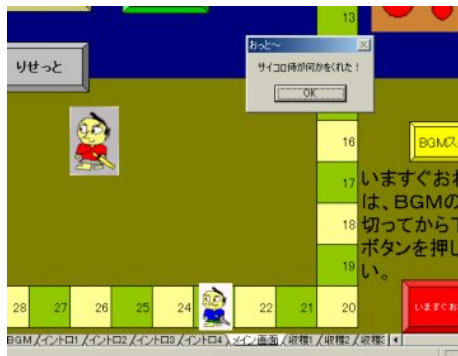 13
おっと～
サイコロ侍が何かをくれた！
OK
りせっと
16
BGMス
17
いますぐおわ
は、BGMの
18
切ってから下
ボタンを押し
19
い。
28 27 26 25 24 22 21 20
いますぐお
BGM イントロ1 イントロ2 イントロ3 イントロ4 メイン画面 収穫1 収穫2 収穫3